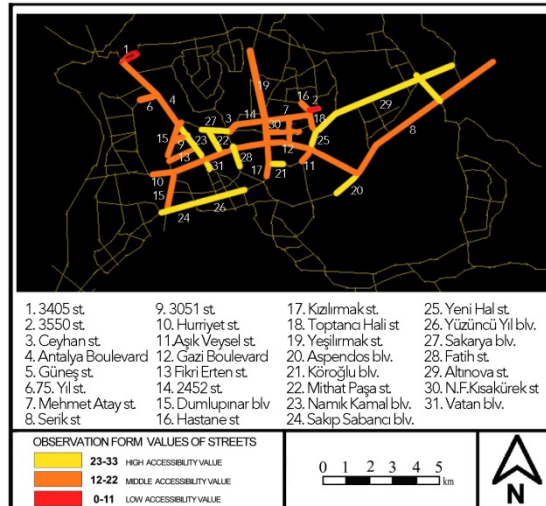 1
19
6
4
16
2
14
7
3
27
30
18
29
15
9
23
22
12
25
8
13
31
28
11
10
17
21
20
15
24
26
1. 3405 st.
2. 3550 st.
3. Ceyhan st.
4. Antalya Boulevard
5. Güneş st.
6.75. Yıl st.
7. Mehmet Atay st.
8. Serik st
9. 3051 st.
10. Hurriyet st.
11.Aşık Veysel st.
12. Gazi Boulevard
13 Fikri Erten st.
14. 2452 st.
15. Dumlupınar blv
16. Hastane st
17. Kızılırmak st.
18. Toptancı Hali st
19. Yeşilırmak st.
20. Aspendos blv.
21. Köroğlu blv.
22. Mithat Paşa st.
23. Namık Kamal blv.
24. Sakıp Sabancı blv.
25. Yeni Hal st.
26. Yüzüncü Yıl blv.
27. Sakarya blv.
28. Fatih st.
29. Altınova st.
30. N.F.Kısakürek st
31. Vatan blv.
OBSERVATION FORM VALUES OF STREETS
23-33 HIGH ACCESSIBILITY VALUE
12-22 MIDDLE ACCESSIBILITY VALUE
0-11 LOW ACCESSIBILITY VALUE
0 1 2 3 4 5
km
N